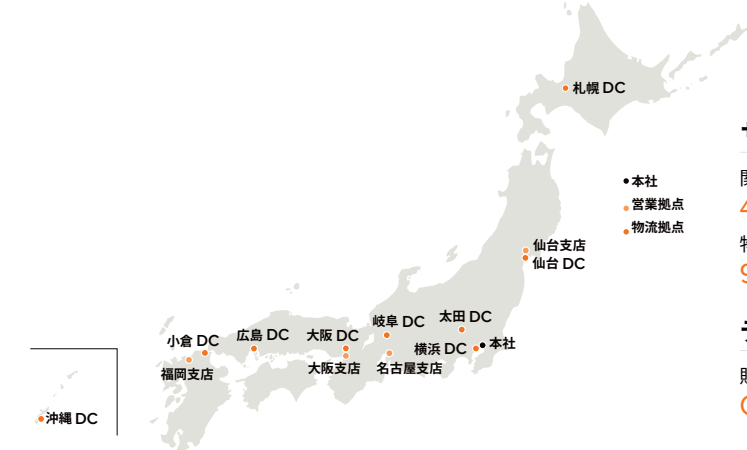 札幌 DC
本社
営業拠点
物流拠点
仙台支店
仙台 DC
太田 DC
岐阜 DC
大阪 DC
広島 DC
小倉 DC
横浜 DC
本社
福岡支店
大阪支店
名古屋支店
沖縄 DC